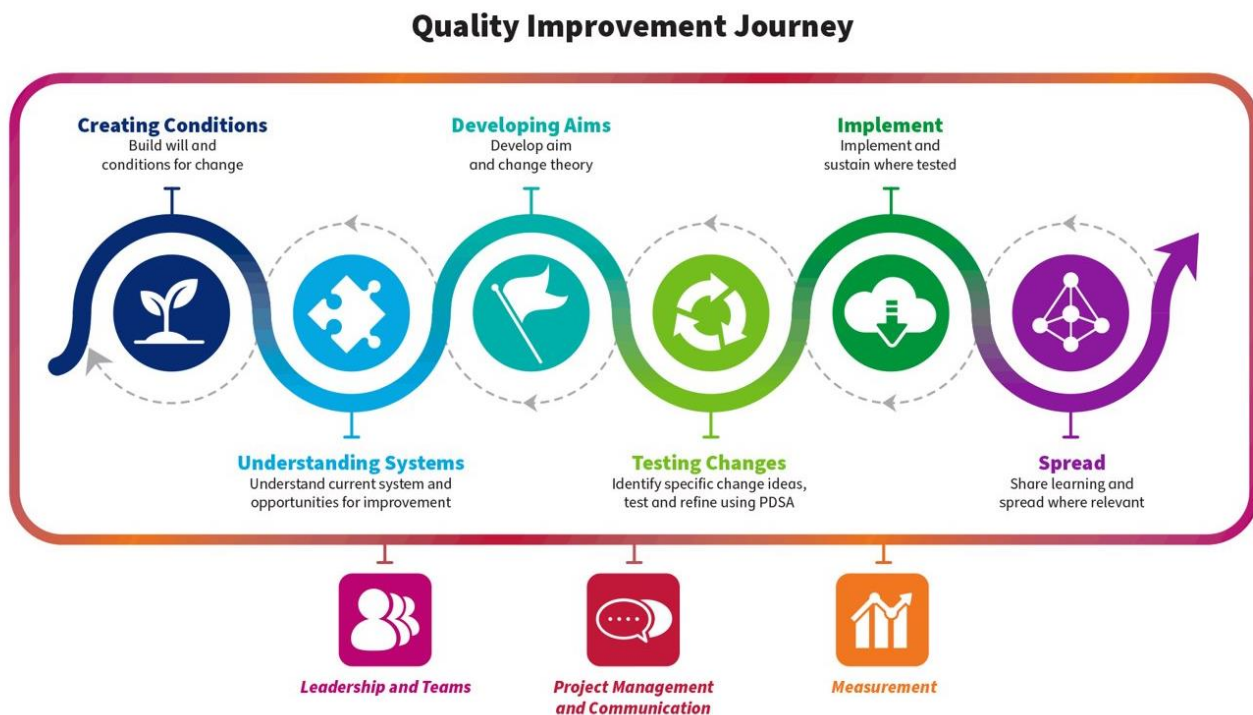 Quality Improvement Journey
Creating Conditions
Build will and
conditions for change
Understanding Systems
Understand current system and
opportunities for improvement
Developing Aims
Develop aim
and change theory
Testing Changes
Identify specific change ideas,
test and refine using PDSA
Implement
Implement and
sustain where tested
Spread
Share learning and
spread where relevant
Leadership and Teams
Project Management
and Communication
Measurement